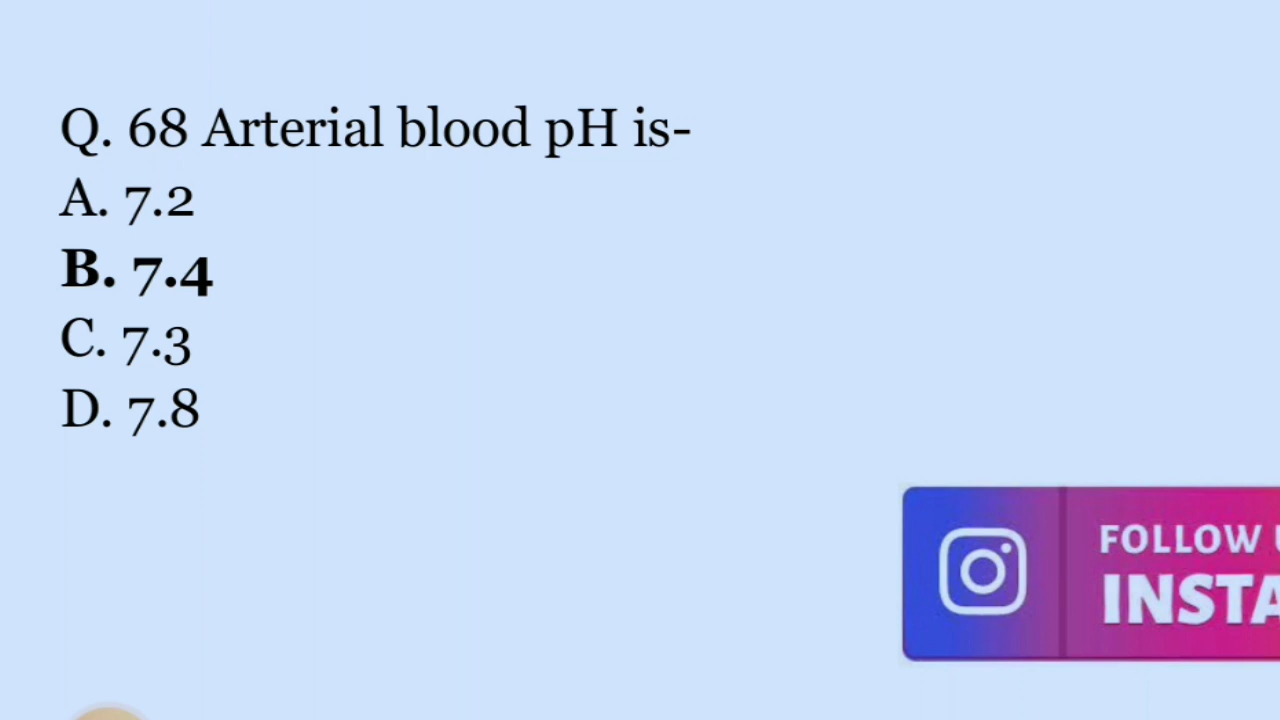 Q. 68 Arterial blood pH is-
A. 7.2
B. 7.4
C. 7.3
D. 7.8
FOLLOW
INSTA